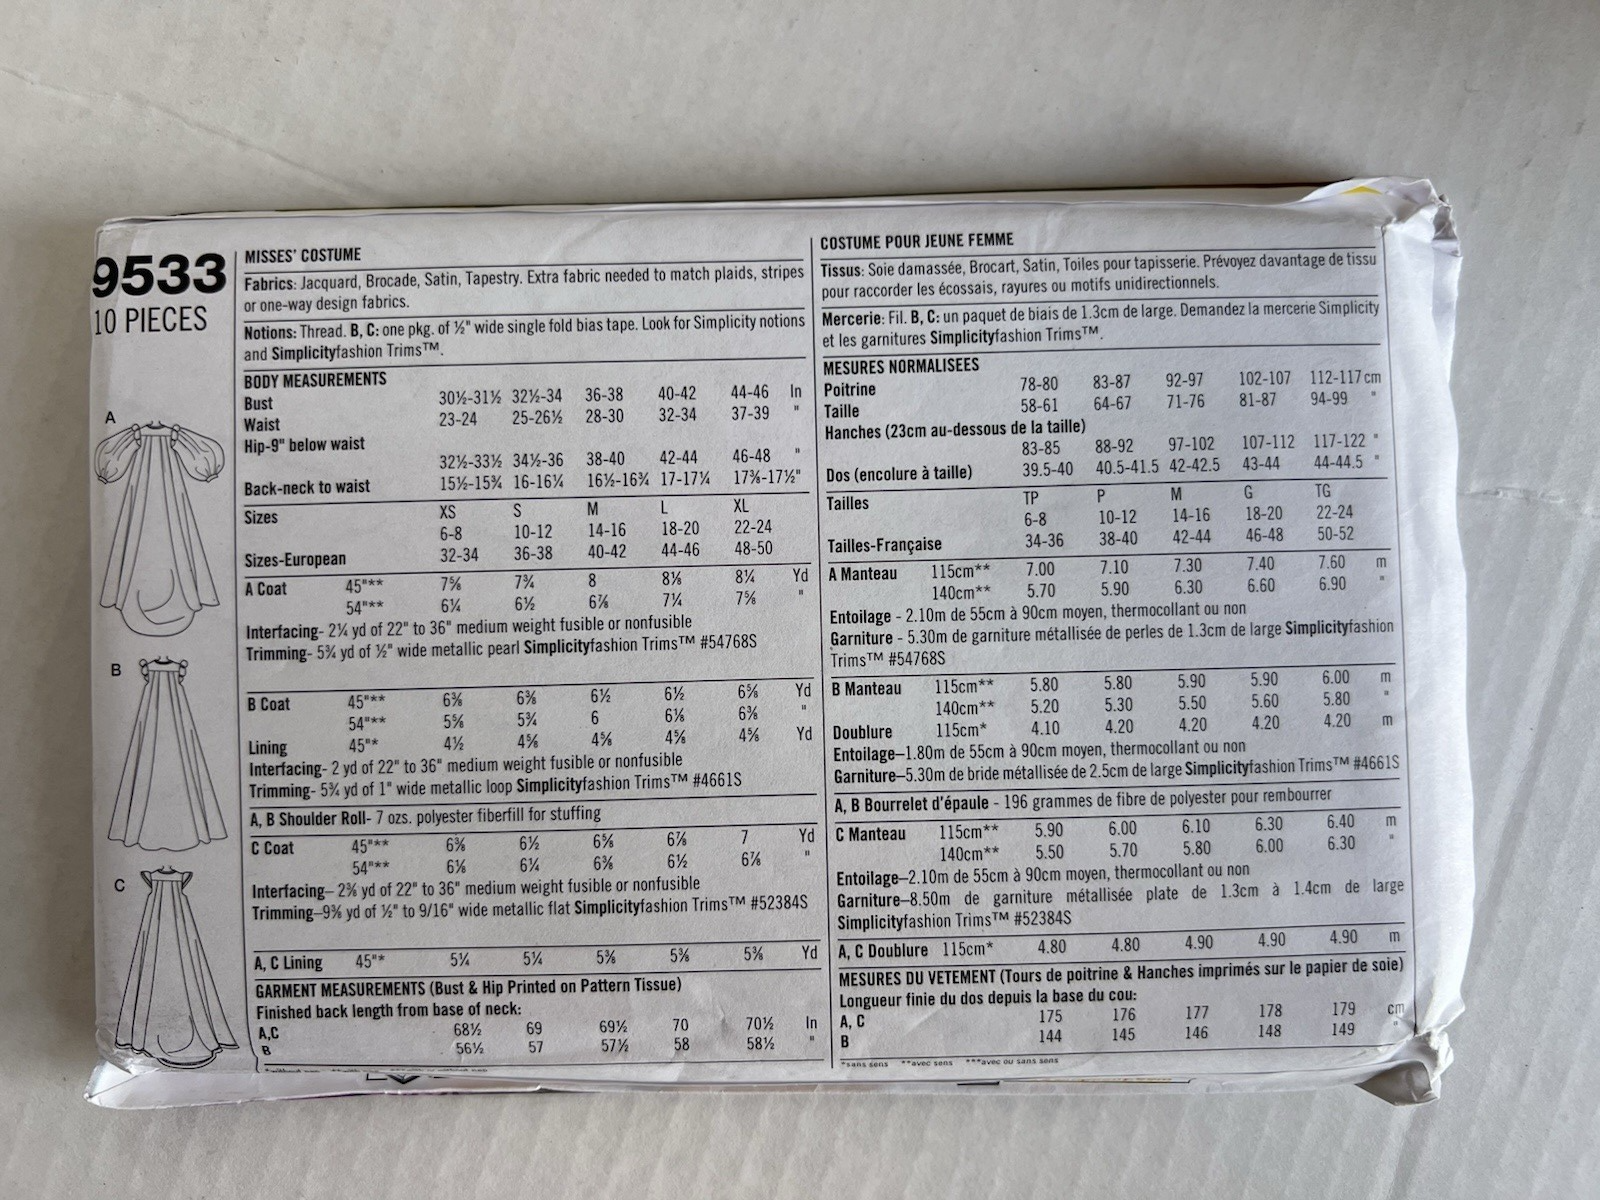 9533
10 PIECES
A
B
C
MISSES' COSTUME
Fabrics: Jacquard, Brocade, Satin, Tapestry. Extra fabric needed to match plaids, stripes
or one-way design fabrics.
Notions: Thread. B, C: one pkg. of ½" wide single fold bias tape. Look for Simplicity notions
and Simplicityfashion Trims™.
BODY MEASUREMENTS
Bust 30½-31½ 32½-34 36-38 40-42 44-46 In
Waist 23-24 25-26½ 28-30 32-34 37-39 "
Hip-9" below waist
32½-33½ 34½-36 38-40 42-44 46-48 "
Back-neck to waist 15½-15¾ 16-16¼ 16½-16¾ 17-17¼ 17⅜-17½"
Sizes XS S M L XL
6-8 10-12 14-16 18-20 22-24
Sizes-European 32-34 36-38 40-42 44-46 48-50
A Coat 45"** 7⅝ 7¾ 8 8⅛ 8¼ Yd
54"** 6¼ 6½ 6⅞ 7¼ 7⅝ "
Interfacing- 2¼ yd of 22" to 36" medium weight fusible or nonfusible
Trimming- 5¾ yd of ½" wide metallic pearl Simplicityfashion Trims™ #54768S
B Coat 45"** 6⅜ 6⅜ 6½ 6½ 6⅝ Yd
54"** 5⅝ 5¾ 6 6⅛ 6⅜ "
Lining 45"* 4½ 4⅝ 4⅝ 4⅝ 4⅝ Yd
Interfacing- 2 yd of 22" to 36" medium weight fusible or nonfusible
Trimming- 5¾ yd of 1" wide metallic loop Simplicityfashion Trims™ #4661S
A, B Shoulder Roll- 7 ozs. polyester fiberfill for stuffing
C Coat 45"** 6⅜ 6½ 6⅝ 6⅞ 7 Yd
54"** 6⅛ 6¼ 6⅜ 6½ 6⅞ "
Interfacing– 2⅜ yd of 22" to 36" medium weight fusible or nonfusible
Trimming–9⅜ yd of ½" to 9/16" wide metallic flat Simplicityfashion Trims™ #52384S
A, C Lining 45"* 5¼ 5¼ 5⅜ 5⅜ 5⅜ Yd
GARMENT MEASUREMENTS (Bust & Hip Printed on Pattern Tissue)
Finished back length from base of neck:
A,C 68½ 69 69½ 70 70½ In
B 56½ 57 57½ 58 58½ "
COSTUME POUR JEUNE FEMME
Tissus: Soie damassée, Brocart, Satin, Toiles pour tapisserie. Prévoyez davantage de tissu
pour raccorder les écossais, rayures ou motifs unidirectionnels.
Mercerie: Fil. B, C: un paquet de biais de 1.3cm de large. Demandez la mercerie Simplicity
et les garnitures Simplicityfashion Trims™.
MESURES NORMALISEES
Poitrine 78-80 83-87 92-97 102-107 112-117 cm
Taille 58-61 64-67 71-76 81-87 94-99 "
Hanches (23cm au-dessous de la taille)
83-85 88-92 97-102 107-112 117-122 "
Dos (encolure à taille) 39.5-40 40.5-41.5 42-42.5 43-44 44-44.5 "
Tailles TP P M G TG
6-8 10-12 14-16 18-20 22-24
Tailles-Française 34-36 38-40 42-44 46-48 50-52
A Manteau 115cm** 7.00 7.10 7.30 7.40 7.60 m
140cm** 5.70 5.90 6.30 6.60 6.90 "
Entoilage - 2.10m de 55cm à 90cm moyen, thermocollant ou non
Garniture - 5.30m de garniture métallisée de perles de 1.3cm de large Simplicityfashion
Trims™ #54768S
B Manteau 115cm** 5.80 5.80 5.90 5.90 6.00 m
140cm** 5.20 5.30 5.50 5.60 5.80 "
Doublure 115cm* 4.10 4.20 4.20 4.20 4.20 m
Entoilage–1.80m de 55cm à 90cm moyen, thermocollant ou non
Garniture–5.30m de bride métallisée de 2.5cm de large Simplicityfashion Trims™ #4661S
A, B Bourrelet d'épaule - 196 grammes de fibre de polyester pour rembourrer
C Manteau 115cm** 5.90 6.00 6.10 6.30 6.40 m
140cm** 5.50 5.70 5.80 6.00 6.30 "
Entoilage–2.10m de 55cm à 90cm moyen, thermocollant ou non
Garniture–8.50m de garniture métallisée plate de 1.3cm à 1.4cm de large
Simplicityfashion Trims™ #52384S
A, C Doublure 115cm* 4.80 4.80 4.90 4.90 4.90 m
MESURES DU VETEMENT (Tours de poitrine & Hanches imprimés sur le papier de soie)
Longueur finie du dos depuis la base du cou:
A, C 175 176 177 178 179 cm
B 144 145 146 148 149 "
*sans sens **avec sens ***avec ou sans sens